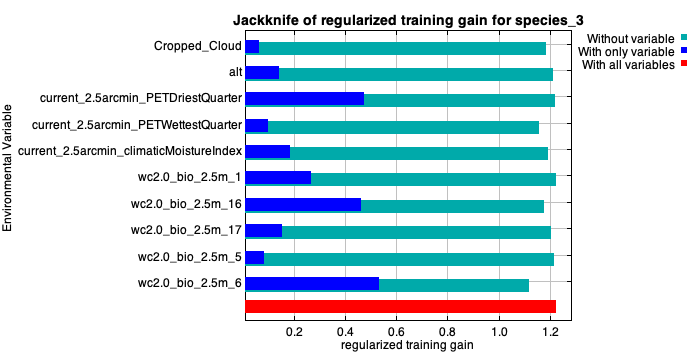 Jackknife of regularized training gain for species_3
Without variable
With only variable
With all variables
Environmental Variable
Cropped_Cloud
alt
current_2.5arcmin_PETDriestQuarter
current_2.5arcmin_PETWettestQuarter
current_2.5arcmin_climaticMoistureIndex
wc2.0_bio_2.5m_1
wc2.0_bio_2.5m_16
wc2.0_bio_2.5m_17
wc2.0_bio_2.5m_5
wc2.0_bio_2.5m_6
0.2 0.4 0.6 0.8 1.0 1.2
regularized training gain